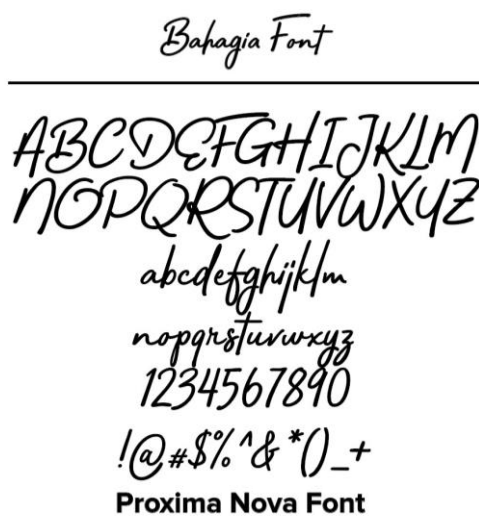 Bahagia Font
ABCDEFGHIJKLM
NOPQRSTUVWXYZ
abcdefghijklm
nopqrstuvwxyz
1234567890
!@#$%^&*()_+
Proxima Nova Font